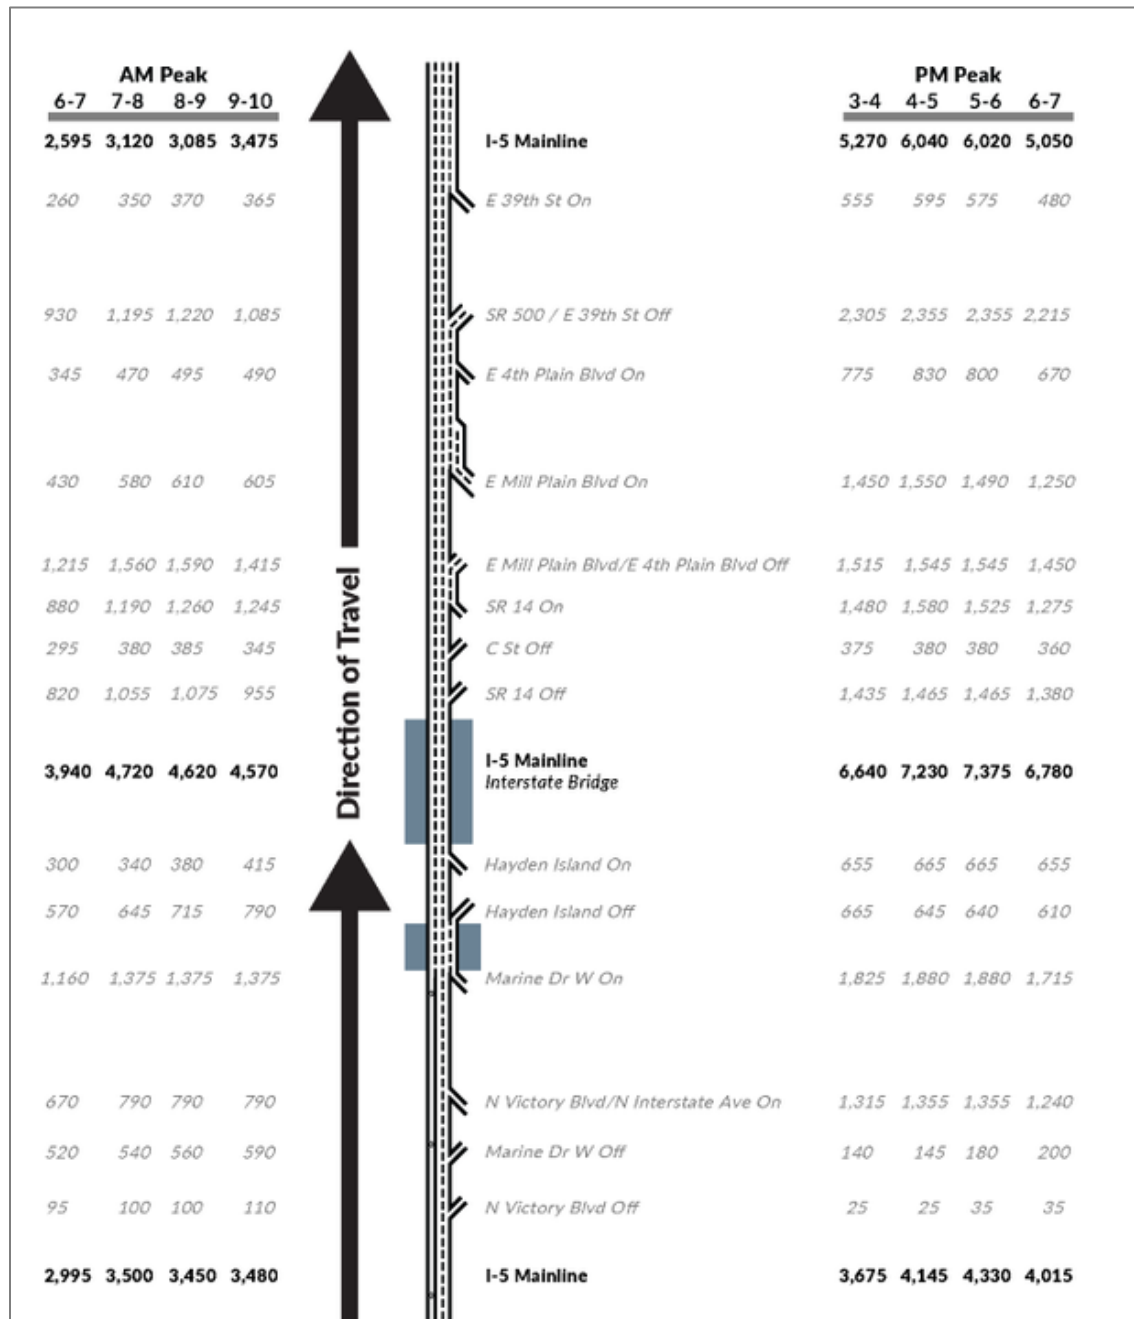 AM Peak PM Peak
6-7 7-8 8-9 9-10 3-4 4-5 5-6 6-7
2,595 3,120 3,085 3,475 I-5 Mainline 5,270 6,040 6,020 5,050
260 350 370 365 E 39th St On 555 595 575 480
930 1,195 1,220 1,085 SR 500 / E 39th St Off 2,305 2,355 2,355 2,215
345 470 495 490 E 4th Plain Blvd On 775 830 800 670
430 580 610 605 E Mill Plain Blvd On 1,450 1,550 1,490 1,250
1,215 1,560 1,590 1,415 E Mill Plain Blvd/E 4th Plain Blvd Off 1,515 1,545 1,545 1,450
880 1,190 1,260 1,245 SR 14 On 1,480 1,580 1,525 1,275
295 380 385 345 C St Off 375 380 380 360
820 1,055 1,075 955 SR 14 Off 1,435 1,465 1,465 1,380
Direction of Travel
3,940 4,720 4,620 4,570 I-5 Mainline 6,640 7,230 7,375 6,780
Interstate Bridge
300 340 380 415 Hayden Island On 655 665 665 655
570 645 715 790 Hayden Island Off 665 645 640 610
1,160 1,375 1,375 1,375 Marine Dr W On 1,825 1,880 1,880 1,715
670 790 790 790 N Victory Blvd/N Interstate Ave On 1,315 1,355 1,355 1,240
520 540 560 590 Marine Dr W Off 140 145 180 200
95 100 100 110 N Victory Blvd Off 25 25 35 35
2,995 3,500 3,450 3,480 I-5 Mainline 3,675 4,145 4,330 4,015